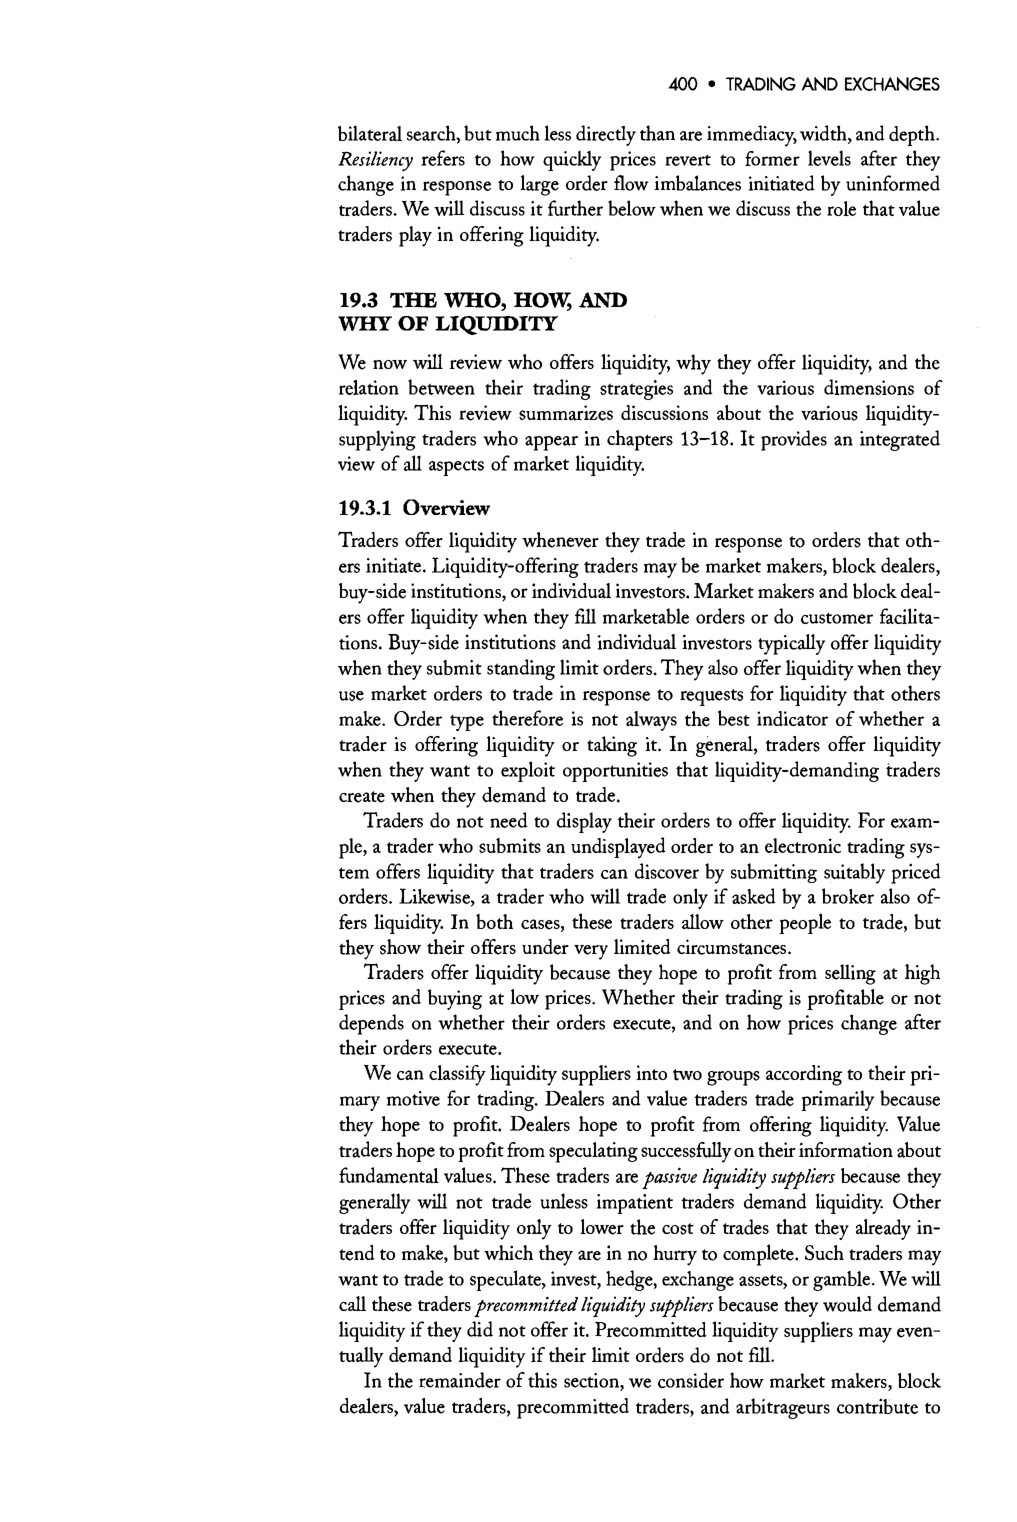 400 • TRADING AND EXCHANGES
bilateral search, but much less directly than are immediacy, width, and depth.
Resiliency refers to how quickly prices revert to former levels after they
change in response to large order flow imbalances initiated by uninformed
traders. We will discuss it further below when we discuss the role that value
traders play in offering liquidity.
19.3 THE WHO, HOW, AND
WHY OF LIQUIDITY
We now will review who offers liquidity, why they offer liquidity, and the
relation between their trading strategies and the various dimensions of
liquidity. This review summarizes discussions about the various liquidity-
supplying traders who appear in chapters 13–18. It provides an integrated
view of all aspects of market liquidity.
19.3.1 Overview
Traders offer liquidity whenever they trade in response to orders that oth-
ers initiate. Liquidity-offering traders may be market makers, block dealers,
buy-side institutions, or individual investors. Market makers and block deal-
ers offer liquidity when they fill marketable orders or do customer facilita-
tions. Buy-side institutions and individual investors typically offer liquidity
when they submit standing limit orders. They also offer liquidity when they
use market orders to trade in response to requests for liquidity that others
make. Order type therefore is not always the best indicator of whether a
trader is offering liquidity or taking it. In general, traders offer liquidity
when they want to exploit opportunities that liquidity-demanding traders
create when they demand to trade.
Traders do not need to display their orders to offer liquidity. For exam-
ple, a trader who submits an undisplayed order to an electronic trading sys-
tem offers liquidity that traders can discover by submitting suitably priced
orders. Likewise, a trader who will trade only if asked by a broker also of-
fers liquidity. In both cases, these traders allow other people to trade, but
they show their offers under very limited circumstances.
Traders offer liquidity because they hope to profit from selling at high
prices and buying at low prices. Whether their trading is profitable or not
depends on whether their orders execute, and on how prices change after
their orders execute.
We can classify liquidity suppliers into two groups according to their pri-
mary motive for trading. Dealers and value traders trade primarily because
they hope to profit. Dealers hope to profit from offering liquidity. Value
traders hope to profit from speculating successfully on their information about
fundamental values. These traders are passive liquidity suppliers because they
generally will not trade unless impatient traders demand liquidity. Other
traders offer liquidity only to lower the cost of trades that they already in-
tend to make, but which they are in no hurry to complete. Such traders may
want to trade to speculate, invest, hedge, exchange assets, or gamble. We will
call these traders precommitted liquidity suppliers because they would demand
liquidity if they did not offer it. Precommitted liquidity suppliers may even-
tually demand liquidity if their limit orders do not fill.
In the remainder of this section, we consider how market makers, block
dealers, value traders, precommitted traders, and arbitrageurs contribute to